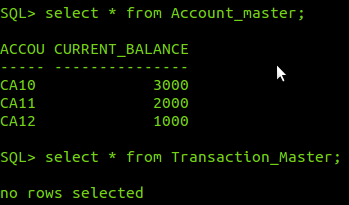 SQL> select * from Account_master;
ACCOU CURRENT_BALANCE
----- ---------------
CA10             3000
CA11             2000
CA12             1000
SQL> select * from Transaction_Master;
no rows selected